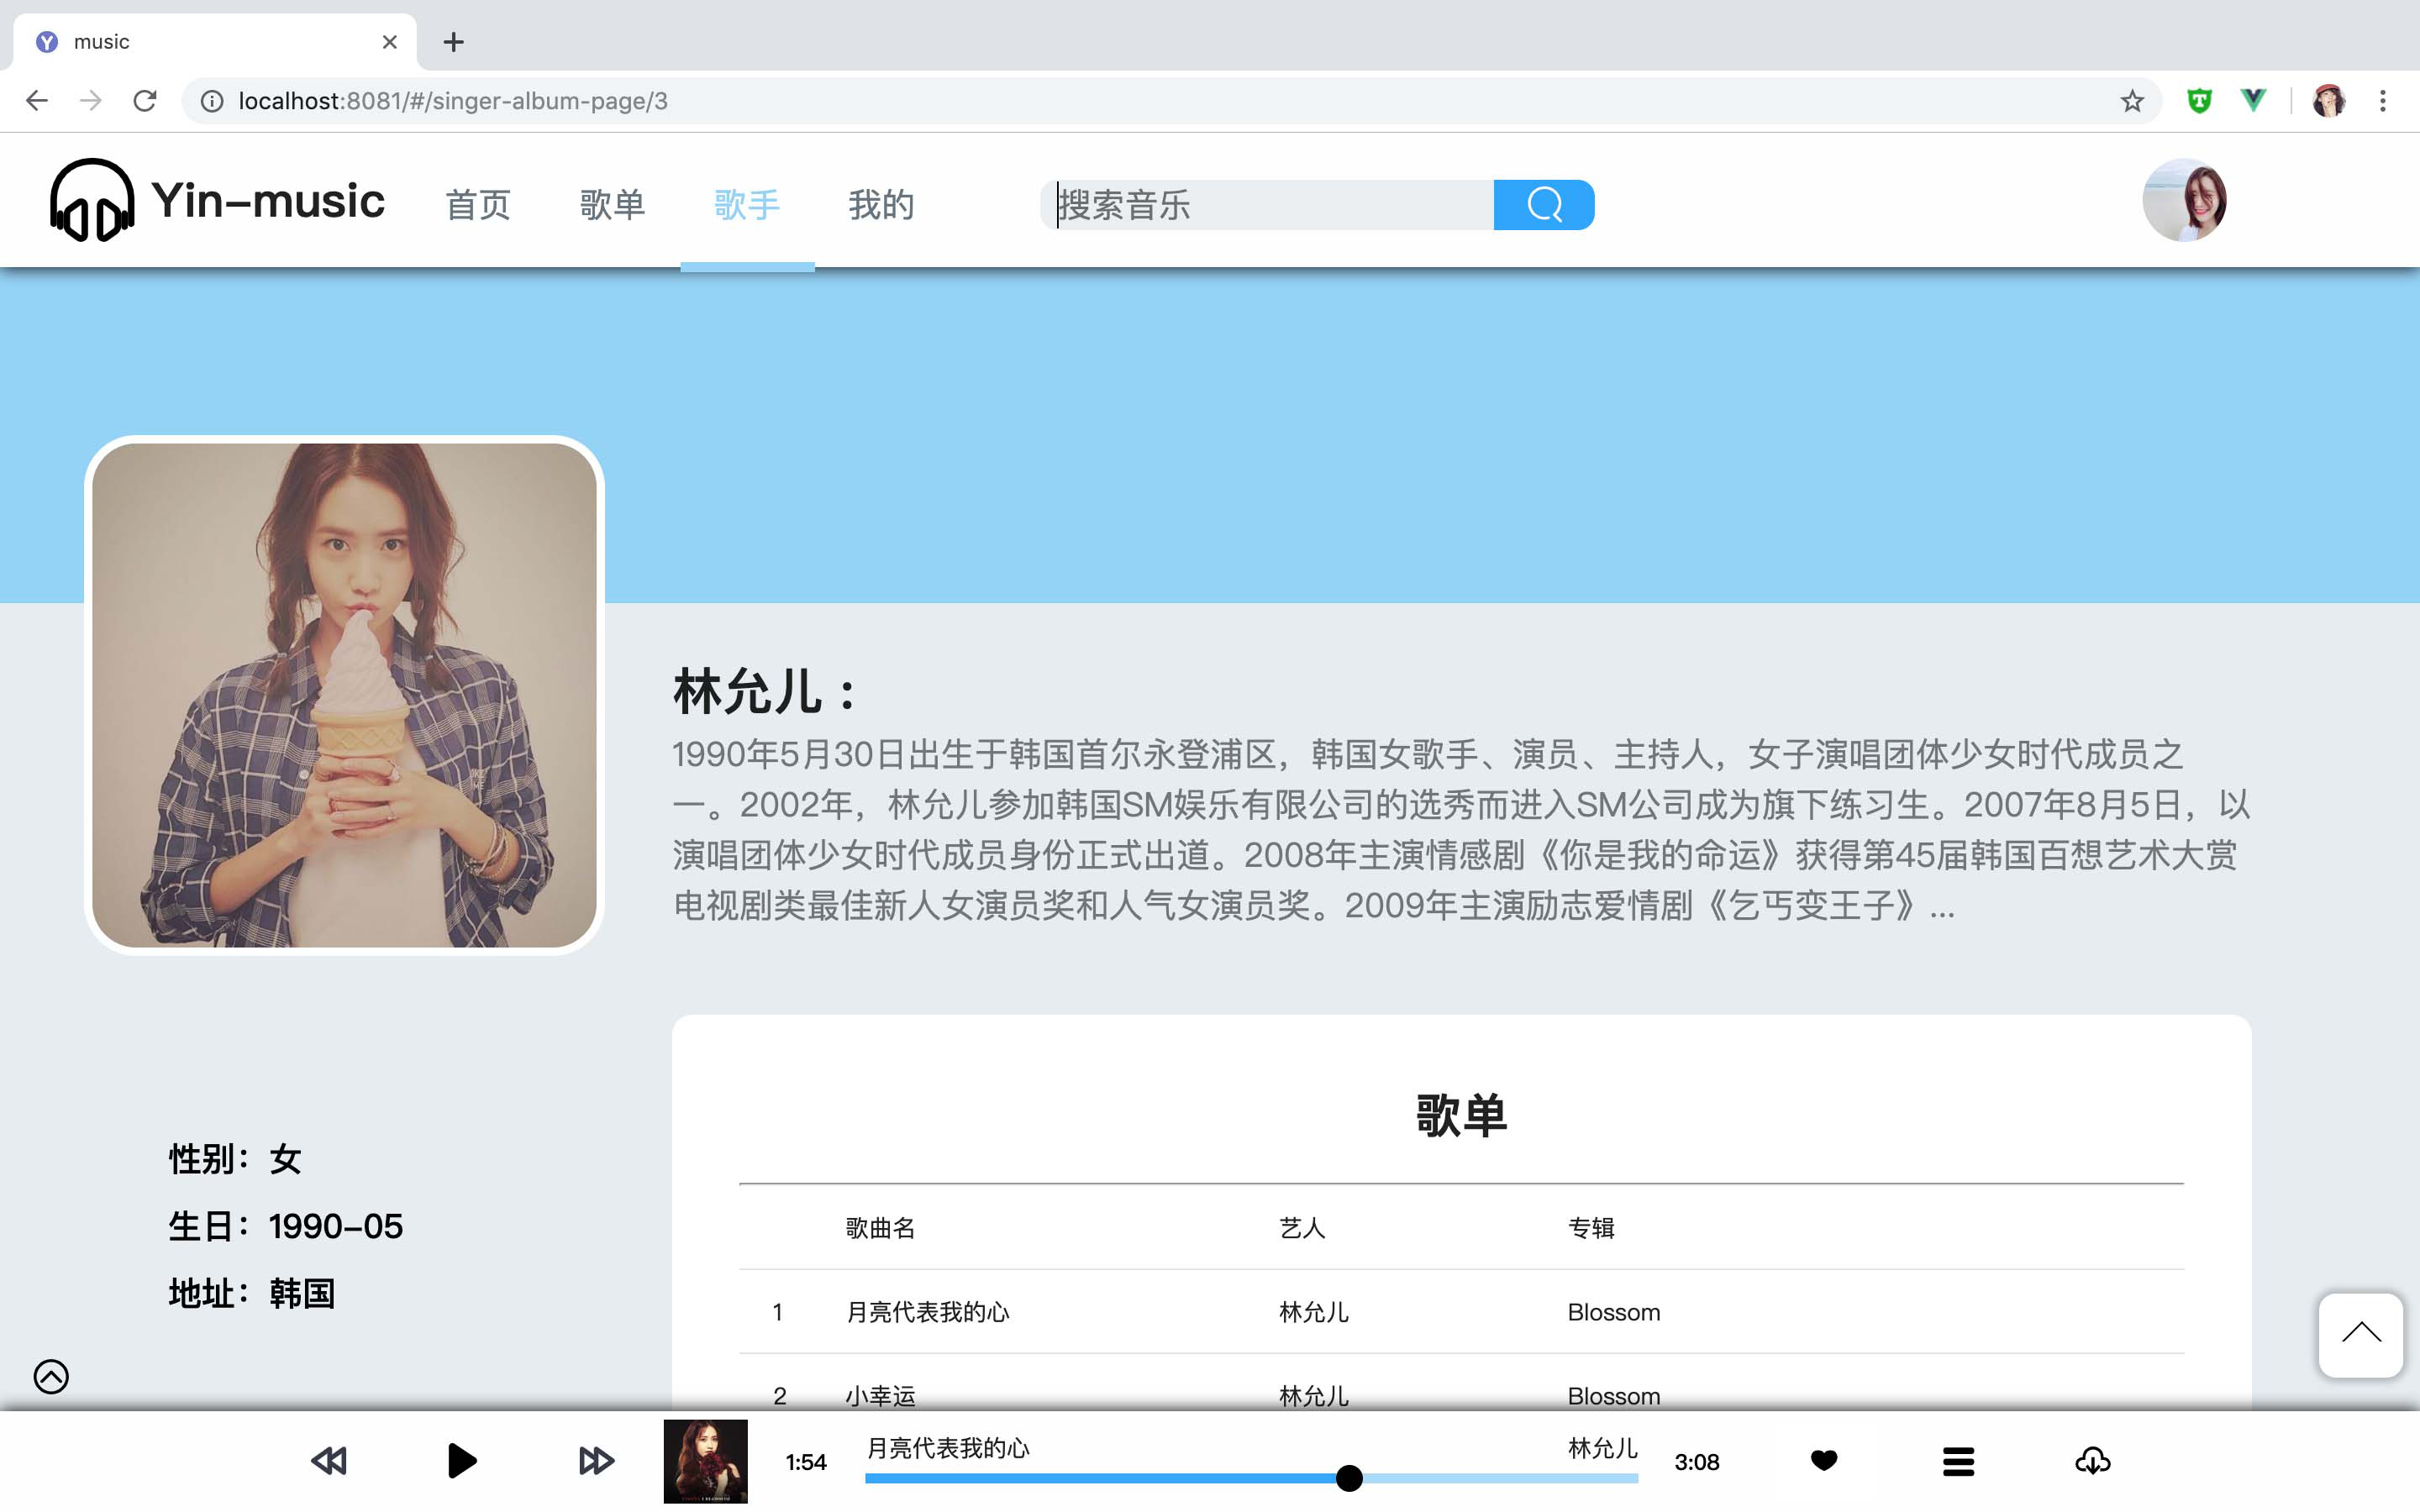 music
localhost:8081/#/singer-album-page/3
Yin-music
首页
歌单
歌手
我的
搜索音乐
林允儿：
1990年5月30日出生于韩国首尔永登浦区，韩国女歌手、演员、主持人，女子演唱团体少女时代成员之
一。2002年，林允儿参加韩国SM娱乐有限公司的选秀而进入SM公司成为旗下练习生。2007年8月5日，以
演唱团体少女时代成员身份正式出道。2008年主演情感剧《你是我的命运》获得第45届韩国百想艺术大赏
电视剧类最佳新人女演员奖和人气女演员奖。2009年主演励志爱情剧《乞丐变王子》...
性别：女
生日：1990-05
地址：韩国
歌单
歌曲名 艺人 专辑
1 月亮代表我的心 林允儿 Blossom
2 小幸运 林允儿 Blossom
1:54
月亮代表我的心
林允儿
3:08